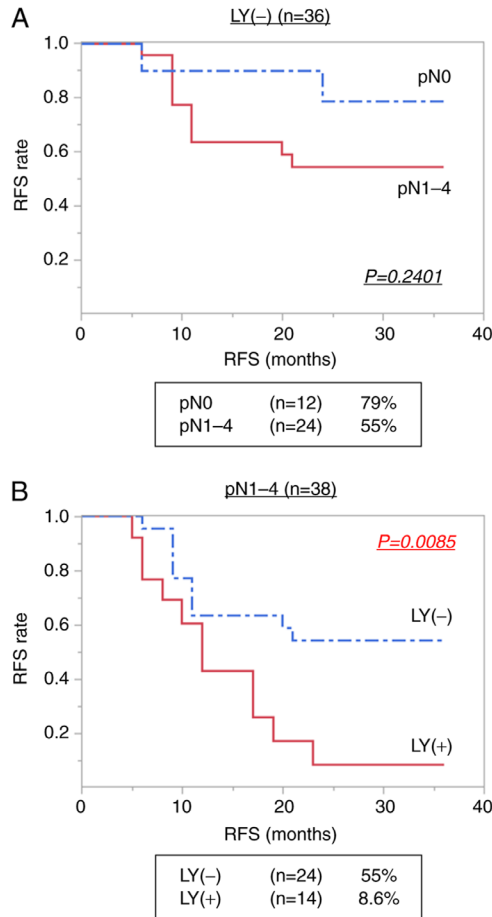 A
LY(−) (n=36)
1.0
0.8
0.6
0.4
0.2
RFS rate
pN0
pN1–4
P=0.2401
0 10 20 30 40
RFS (months)
pN0 (n=12) 79%
pN1–4 (n=24) 55%
B
pN1–4 (n=38)
1.0
0.8
0.6
0.4
0.2
RFS rate
P=0.0085
LY(−)
LY(+)
0 10 20 30 40
RFS (months)
LY(−) (n=24) 55%
LY(+) (n=14) 8.6%